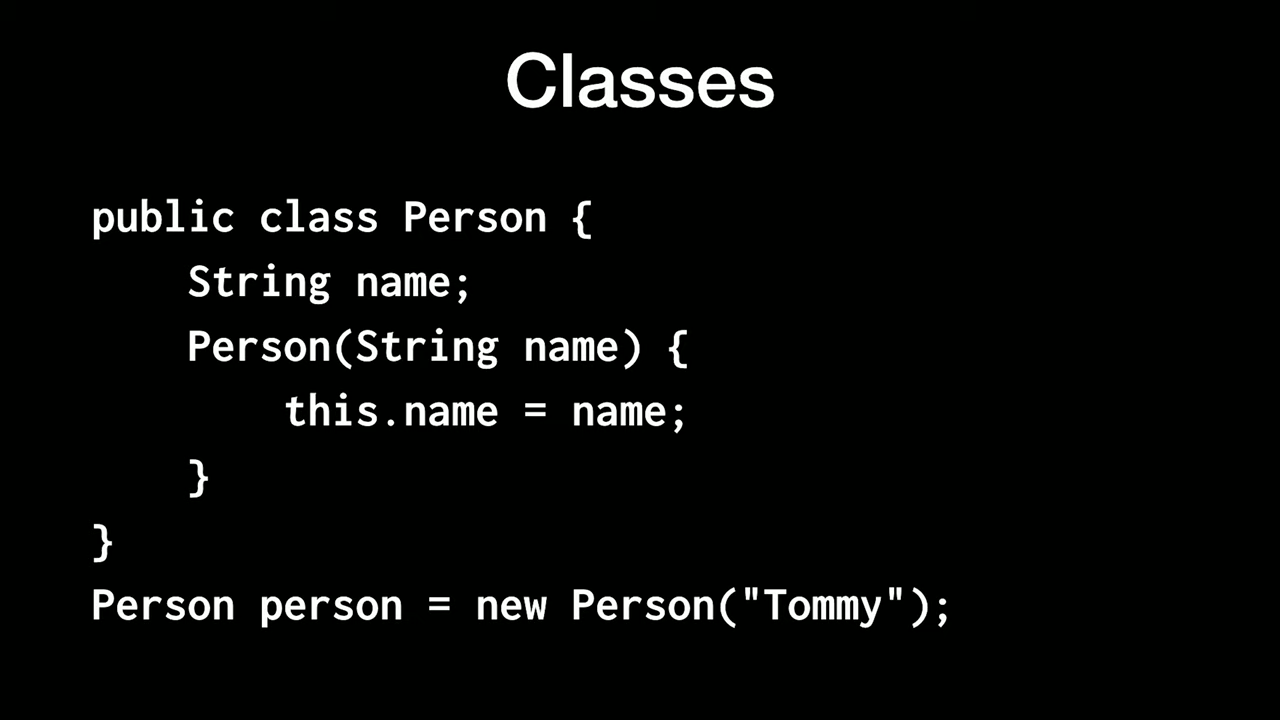 Classes
public class Person {
    String name;
    Person(String name) {
        this.name = name;
    }
}
Person person = new Person("Tommy");